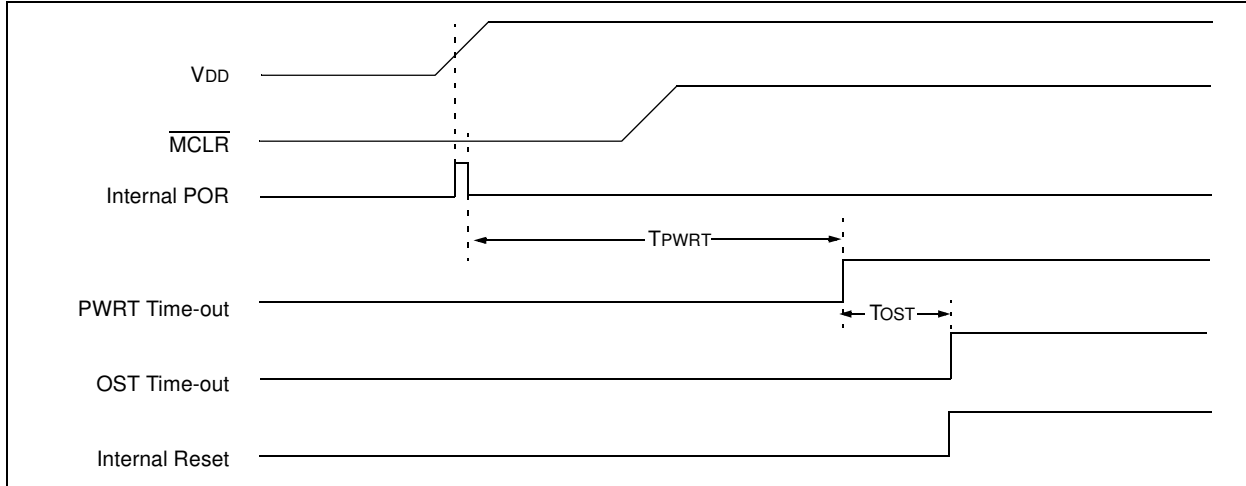 VDD
MCLR
Internal POR
TPWRT
PWRT Time-out
TOST
OST Time-out
Internal Reset